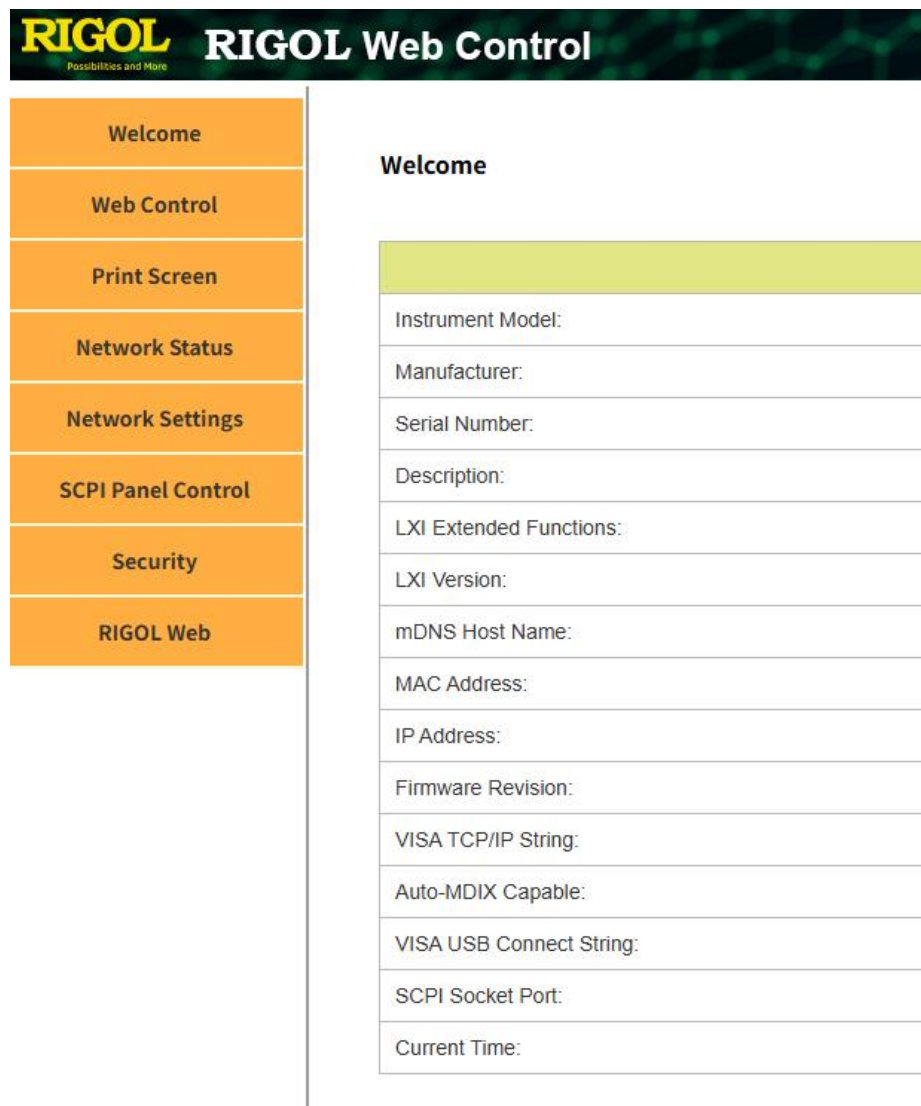 RIGOL
Possibilities and More
RIGOL Web Control
Welcome
Web Control
Print Screen
Network Status
Network Settings
SCPI Panel Control
Security
RIGOL Web
Welcome
Instrument Model:
Manufacturer:
Serial Number:
Description:
LXI Extended Functions:
LXI Version:
mDNS Host Name:
MAC Address:
IP Address:
Firmware Revision:
VISA TCP/IP String:
Auto-MDIX Capable:
VISA USB Connect String:
SCPI Socket Port:
Current Time: